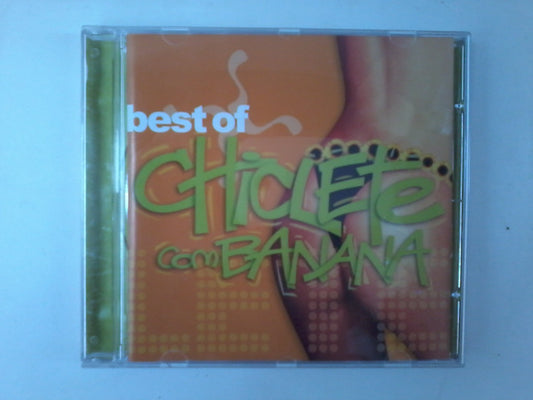 best of
CHiCLETe
com BANANA